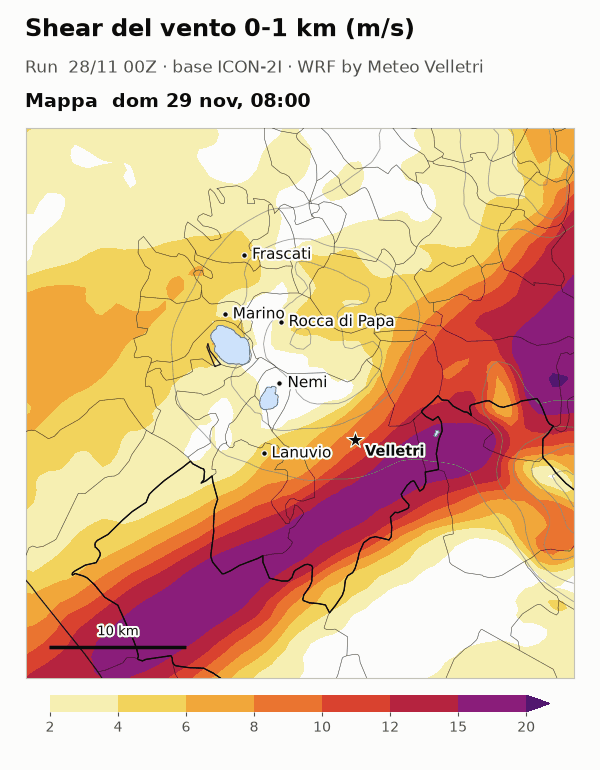 Shear del vento 0-1 km (m/s)
Run  28/11 00Z · base ICON-2I · WRF by Meteo Velletri
Mappa  dom 29 nov, 08:00
Frascati
Marino
Rocca di Papa
Nemi
Velletri
Lanuvio
10 km
2 4 6 8 10 12 15 20